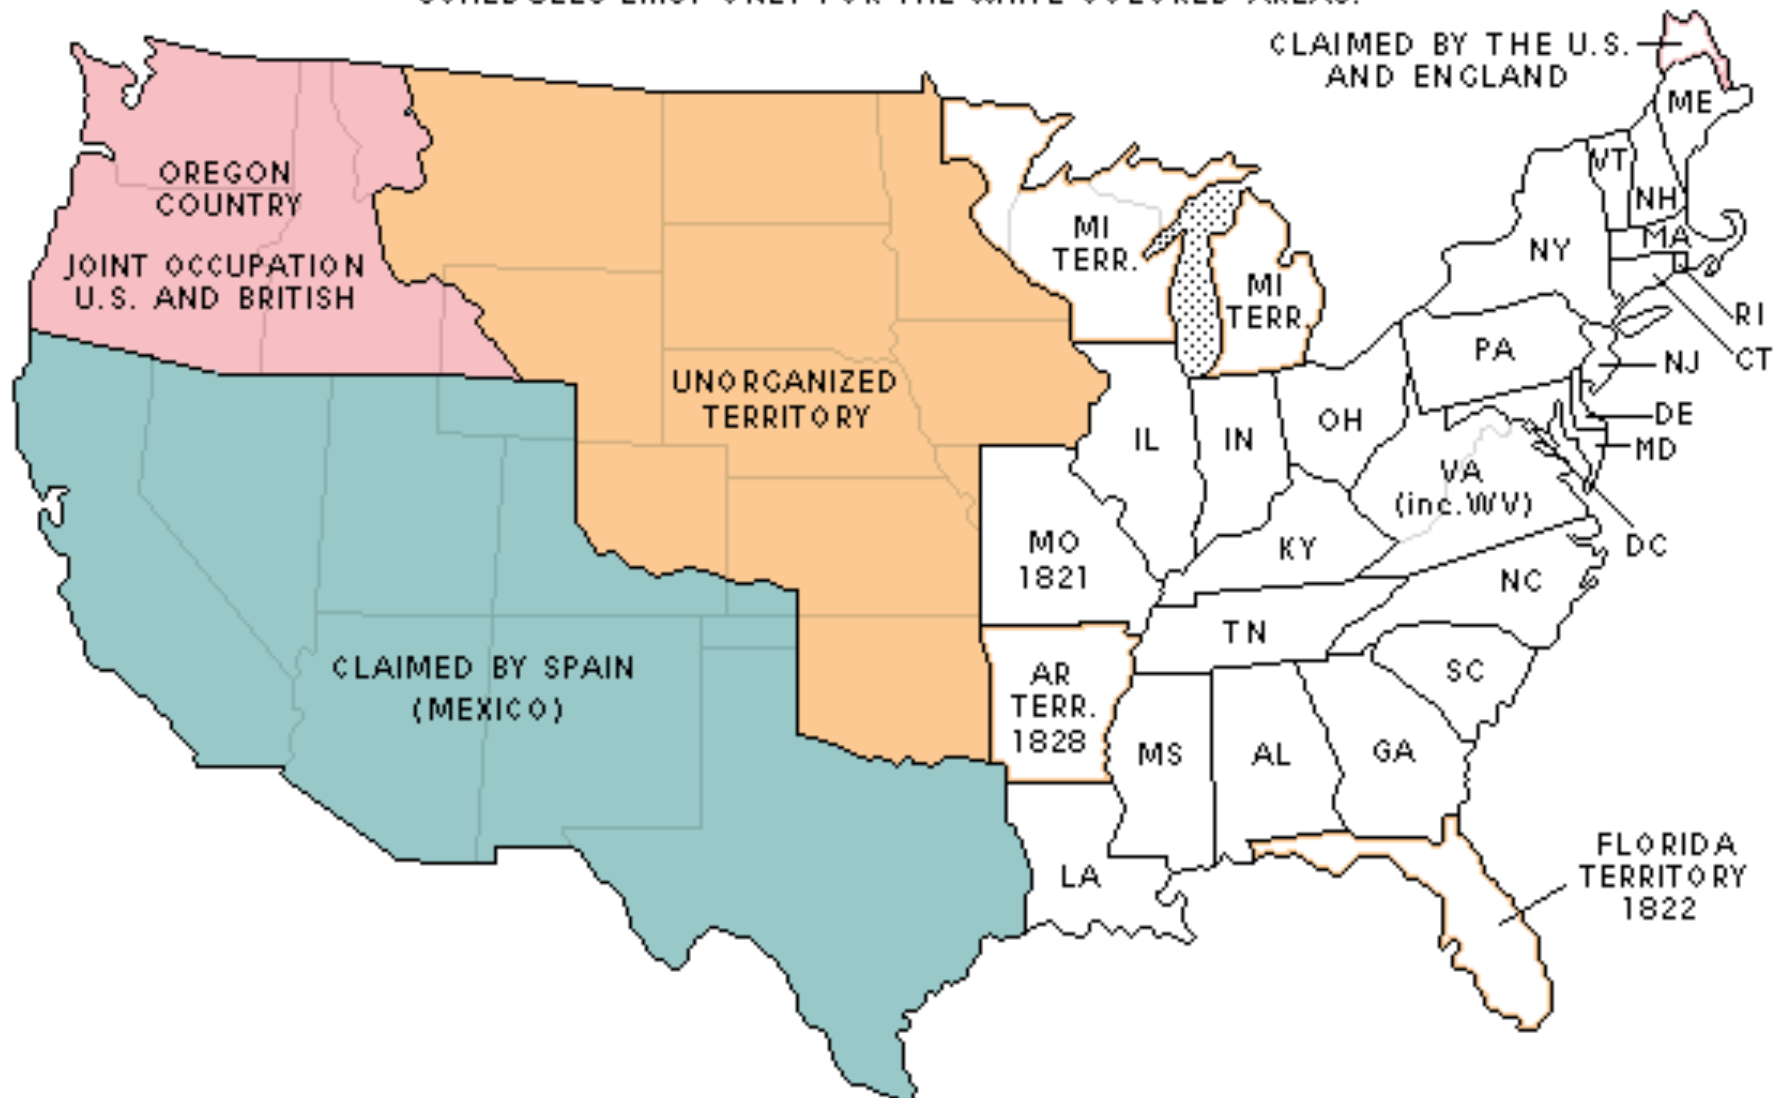 CLAIMED BY THE U.S.
AND ENGLAND
ME
VT
NH
MA
NY
RI
CT
PA
NJ
DE
MD
DC
OREGON
COUNTRY
JOINT OCCUPATION
U.S. AND BRITISH
MI
TERR.
MI
TERR.
UNORGANIZED
TERRITORY
IL
IN
OH
VA
(inc.WV)
KY
MO
1821
NC
TN
SC
CLAIMED BY SPAIN
(MEXICO)
AR
TERR.
1828
MS
AL
GA
LA
FLORIDA
TERRITORY
1822